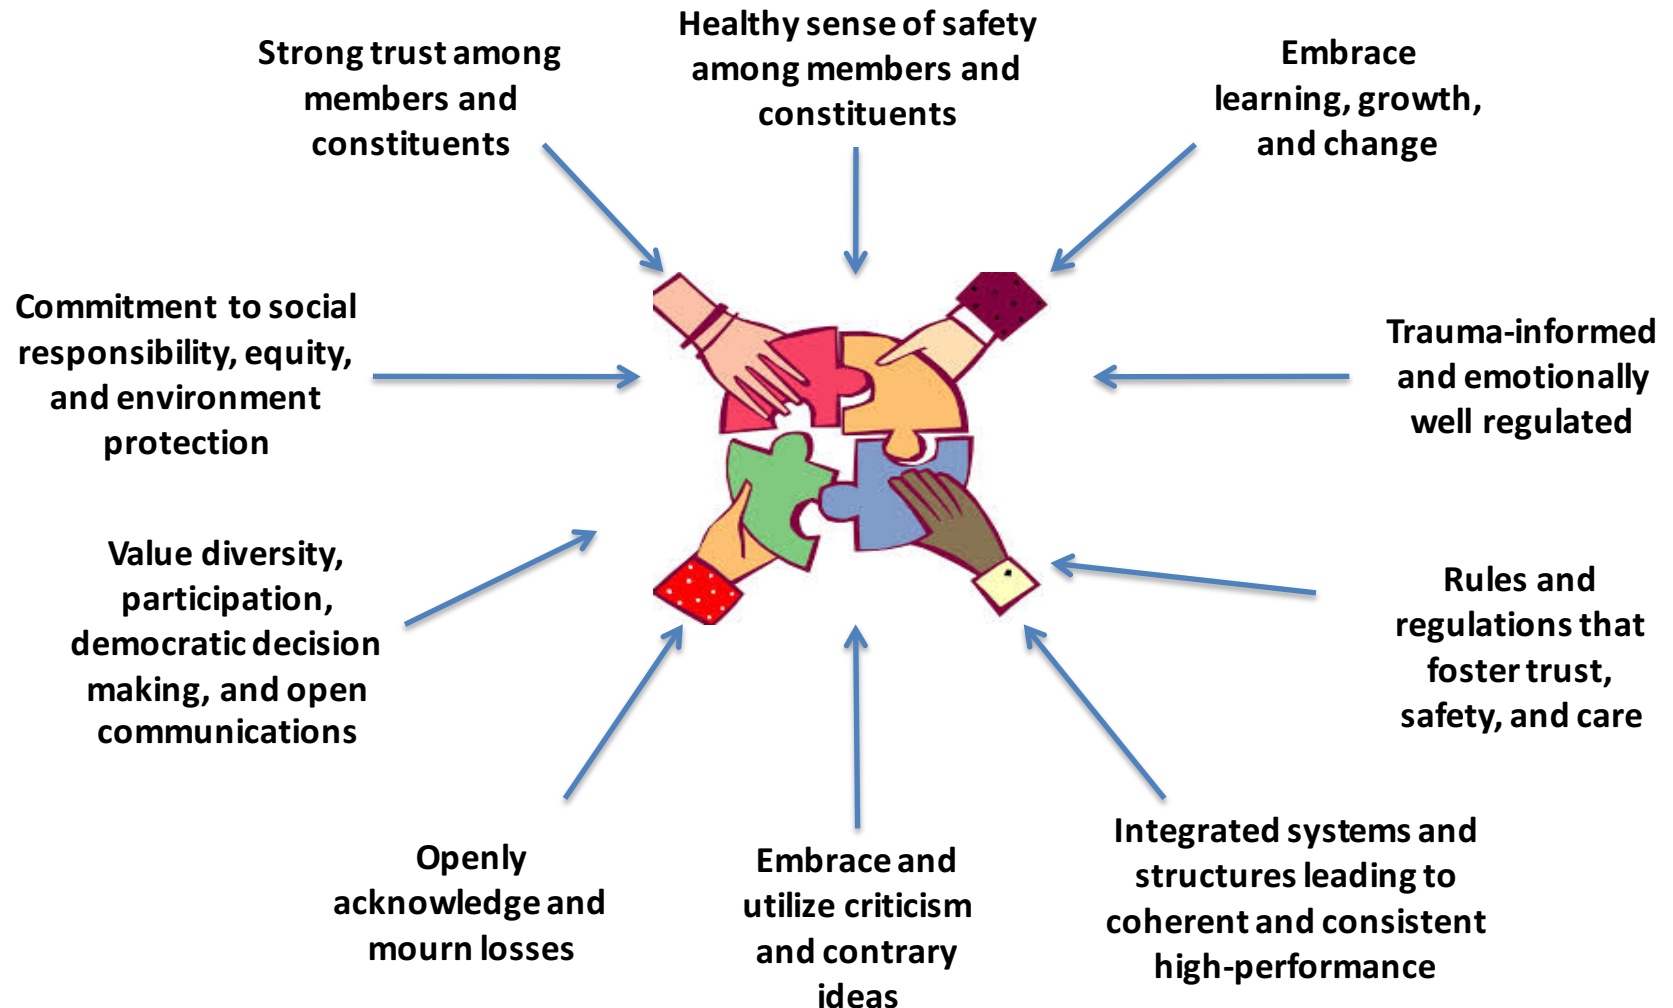 Strong trust among
members and
constituents
Healthy sense of safety
among members and
constituents
Embrace
learning, growth,
and change
Commitment to social
responsibility, equity,
and environment
protection
Trauma-informed
and emotionally
well regulated
Value diversity,
participation,
democratic decision
making, and open
communications
Rules and
regulations that
foster trust,
safety, and care
Openly
acknowledge and
mourn losses
Embrace and
utilize criticism
and contrary
ideas
Integrated systems and
structures leading to
coherent and consistent
high-performance